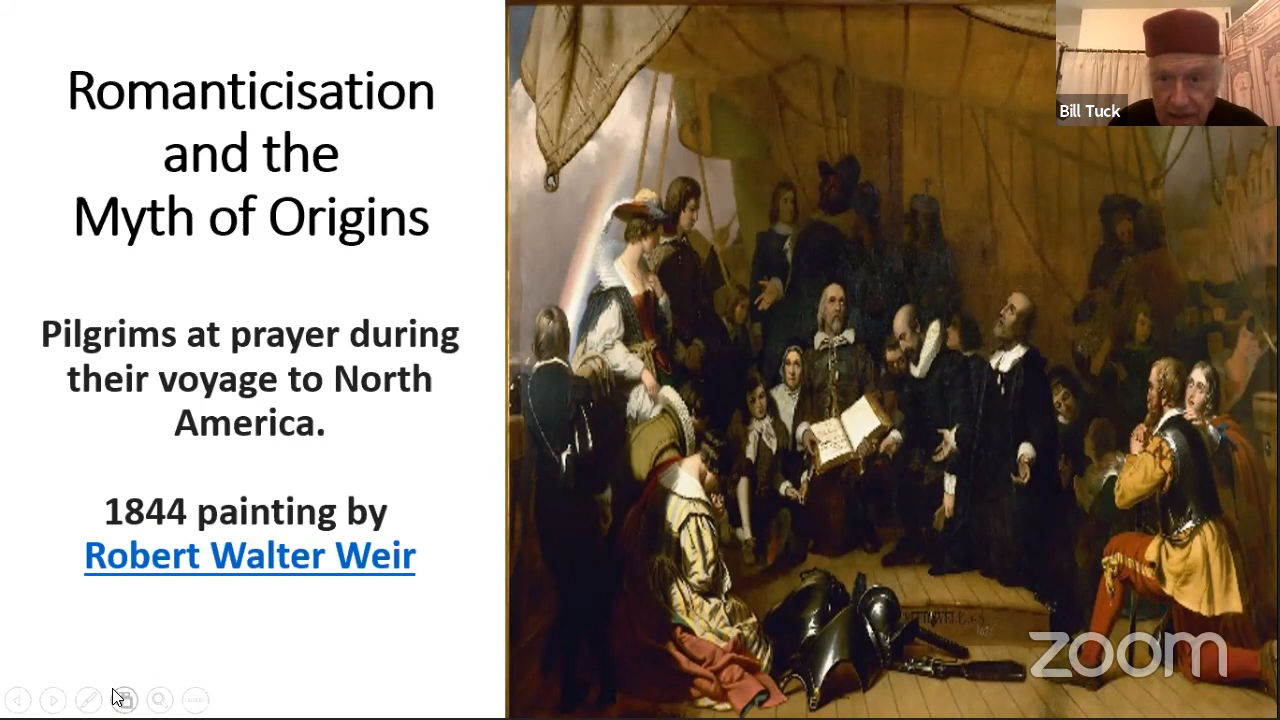 Romanticisation
and the
Myth of Origins
Pilgrims at prayer during
their voyage to North
America.
1844 painting by
Robert Walter Weir
Bill Tuck
zoom